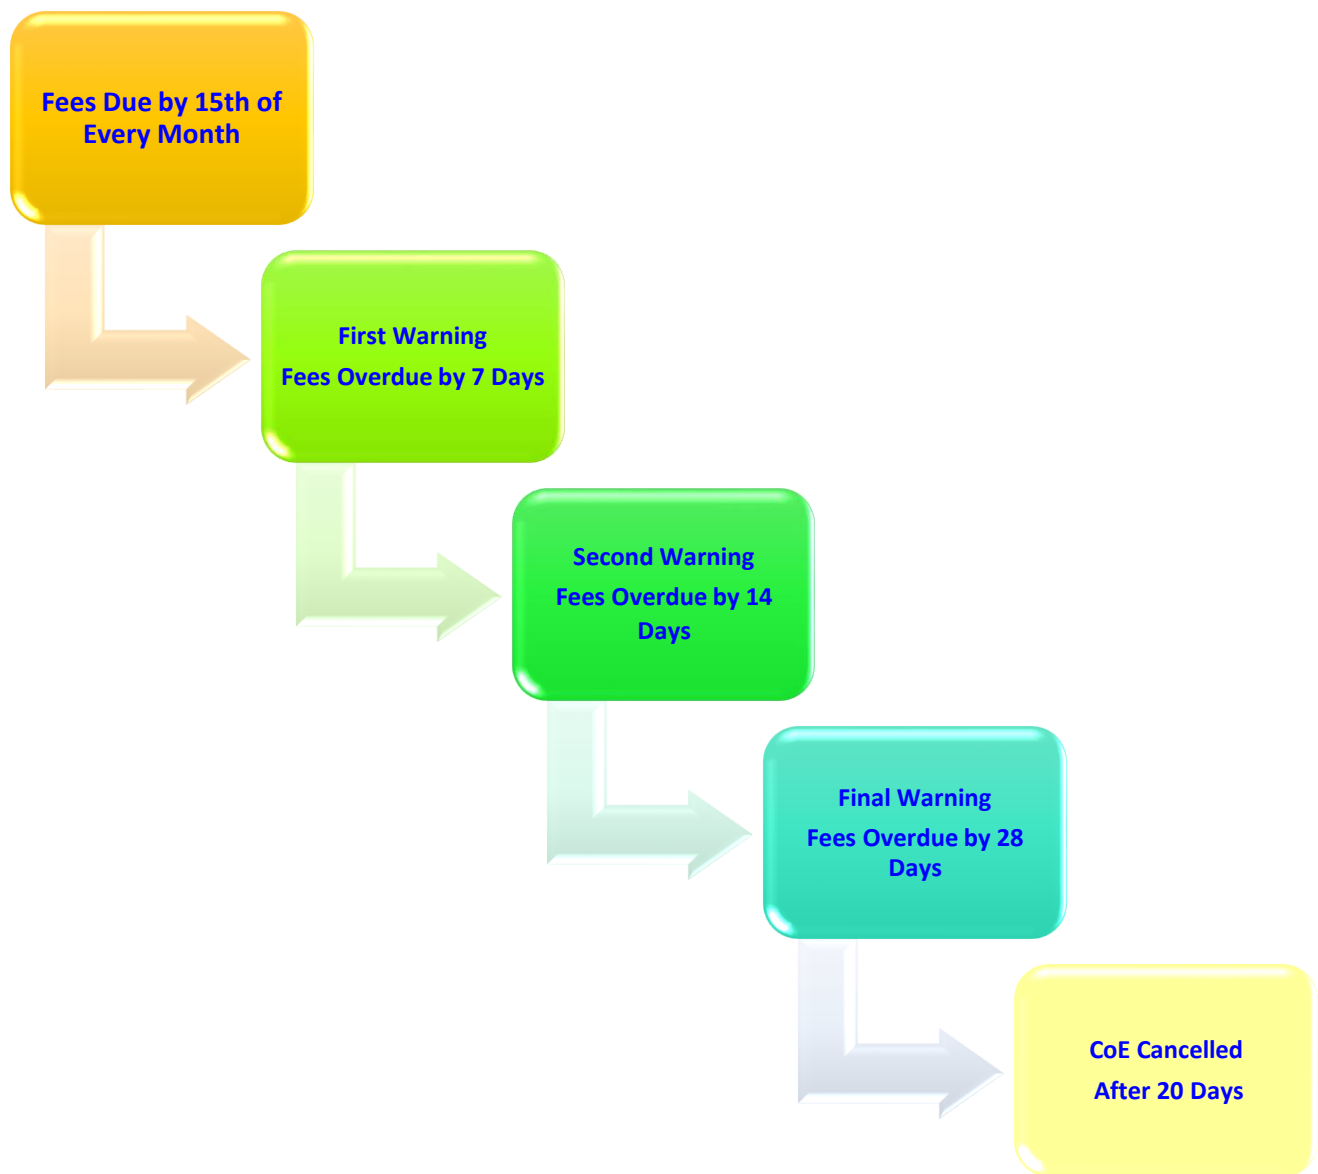 Fees Due by 15th of
Every Month
First Warning
Fees Overdue by 7 Days
Second Warning
Fees Overdue by 14
Days
Final Warning
Fees Overdue by 28
Days
CoE Cancelled
After 20 Days